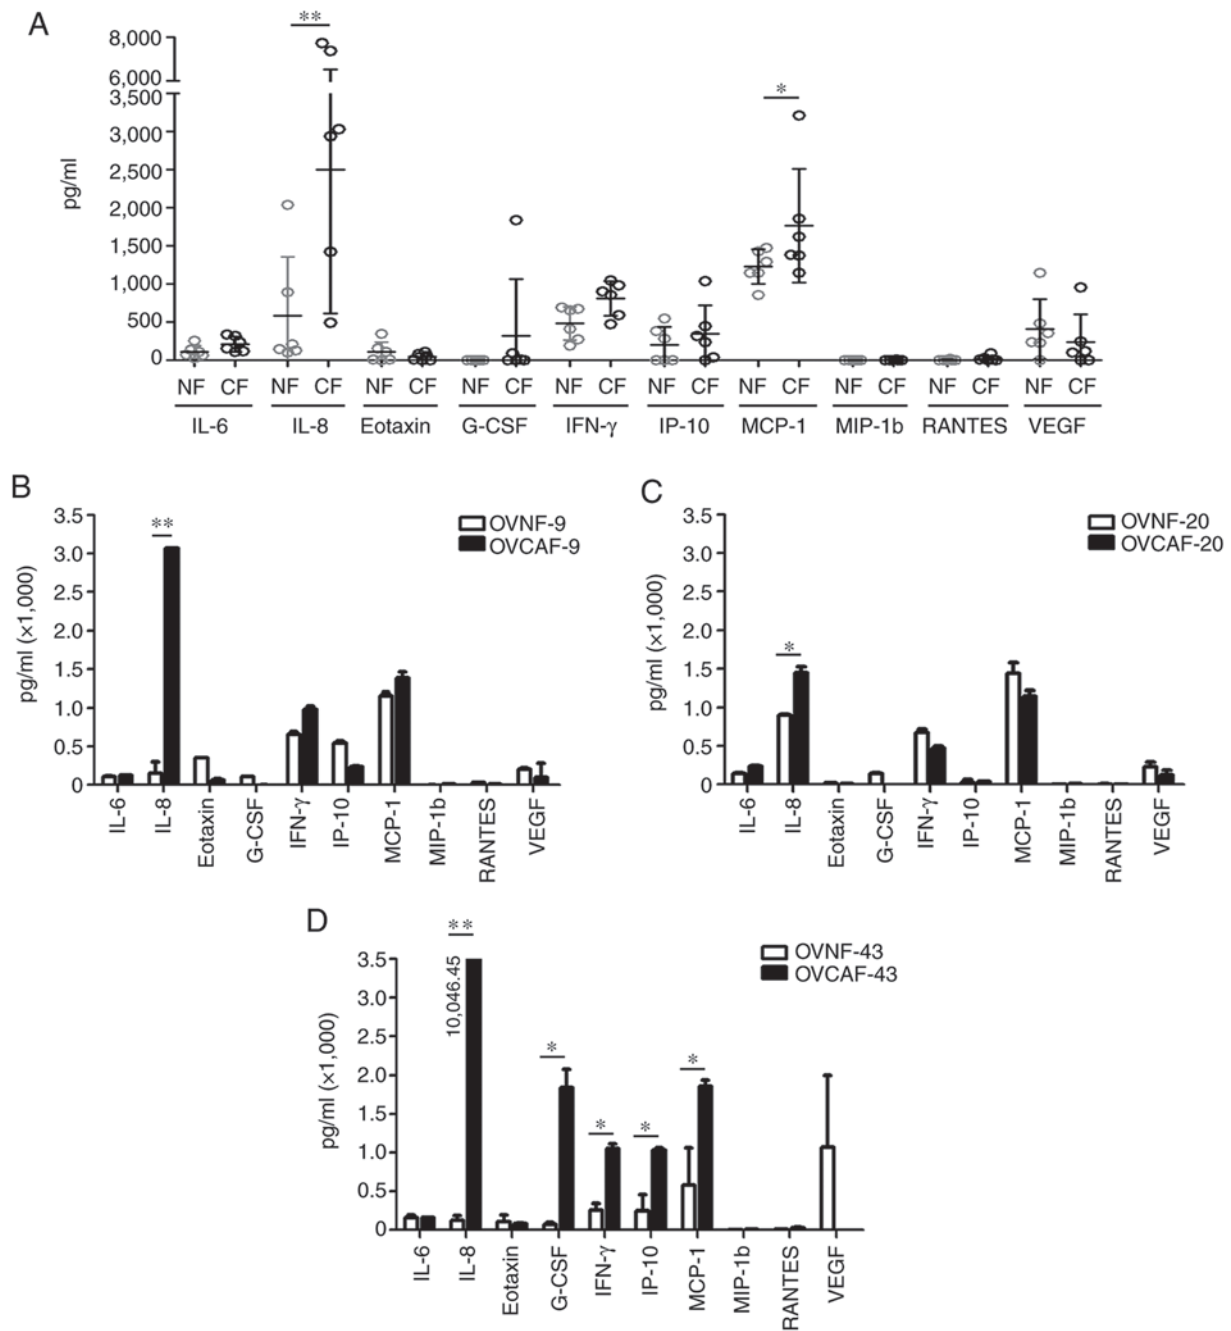 A
**
*
8,000
6,000
3,500
3,000
2,500
2,000
1,500
1,000
500
0
pg/ml
NF CF NF CF NF CF NF CF NF CF NF CF NF CF NF CF NF CF NF CF
IL-6 IL-8 Eotaxin G-CSF IFN-γ IP-10 MCP-1 MIP-1b RANTES VEGF
B
3.5
3.0
2.5
2.0
1.5
1.0
0.5
0
pg/ml (×1,000)
**
OVNF-9
OVCAF-9
IL-6
IL-8
Eotaxin
G-CSF
IFN-γ
IP-10
MCP-1
MIP-1b
RANTES
VEGF
C
3.5
3.0
2.5
2.0
1.5
1.0
0.5
0
pg/ml (×1,000)
*
OVNF-20
OVCAF-20
IL-6
IL-8
Eotaxin
G-CSF
IFN-γ
IP-10
MCP-1
MIP-1b
RANTES
VEGF
D
3.5
3.0
2.5
2.0
1.5
1.0
0.5
0
pg/ml (×1,000)
**
10,046.45
*
*
*
*
OVNF-43
OVCAF-43
IL-6
IL-8
Eotaxin
G-CSF
IFN-γ
IP-10
MCP-1
MIP-1b
RANTES
VEGF